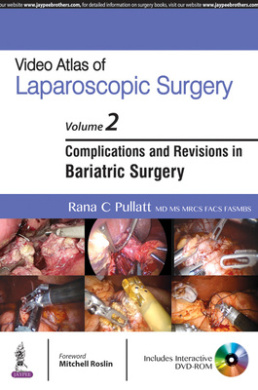 our website www.jaypeebrothers.com, for detailed information on surgery books, visit our website www.jaypeebrothers.com,
Video Atlas of
Laparoscopic Surgery
Volume 2
Complications and Revisions in
Bariatric Surgery
Rana C Pullatt MD MS MRCS FACS FASMBS
Foreword
Mitchell Roslin
Includes Interactive
DVD-ROM